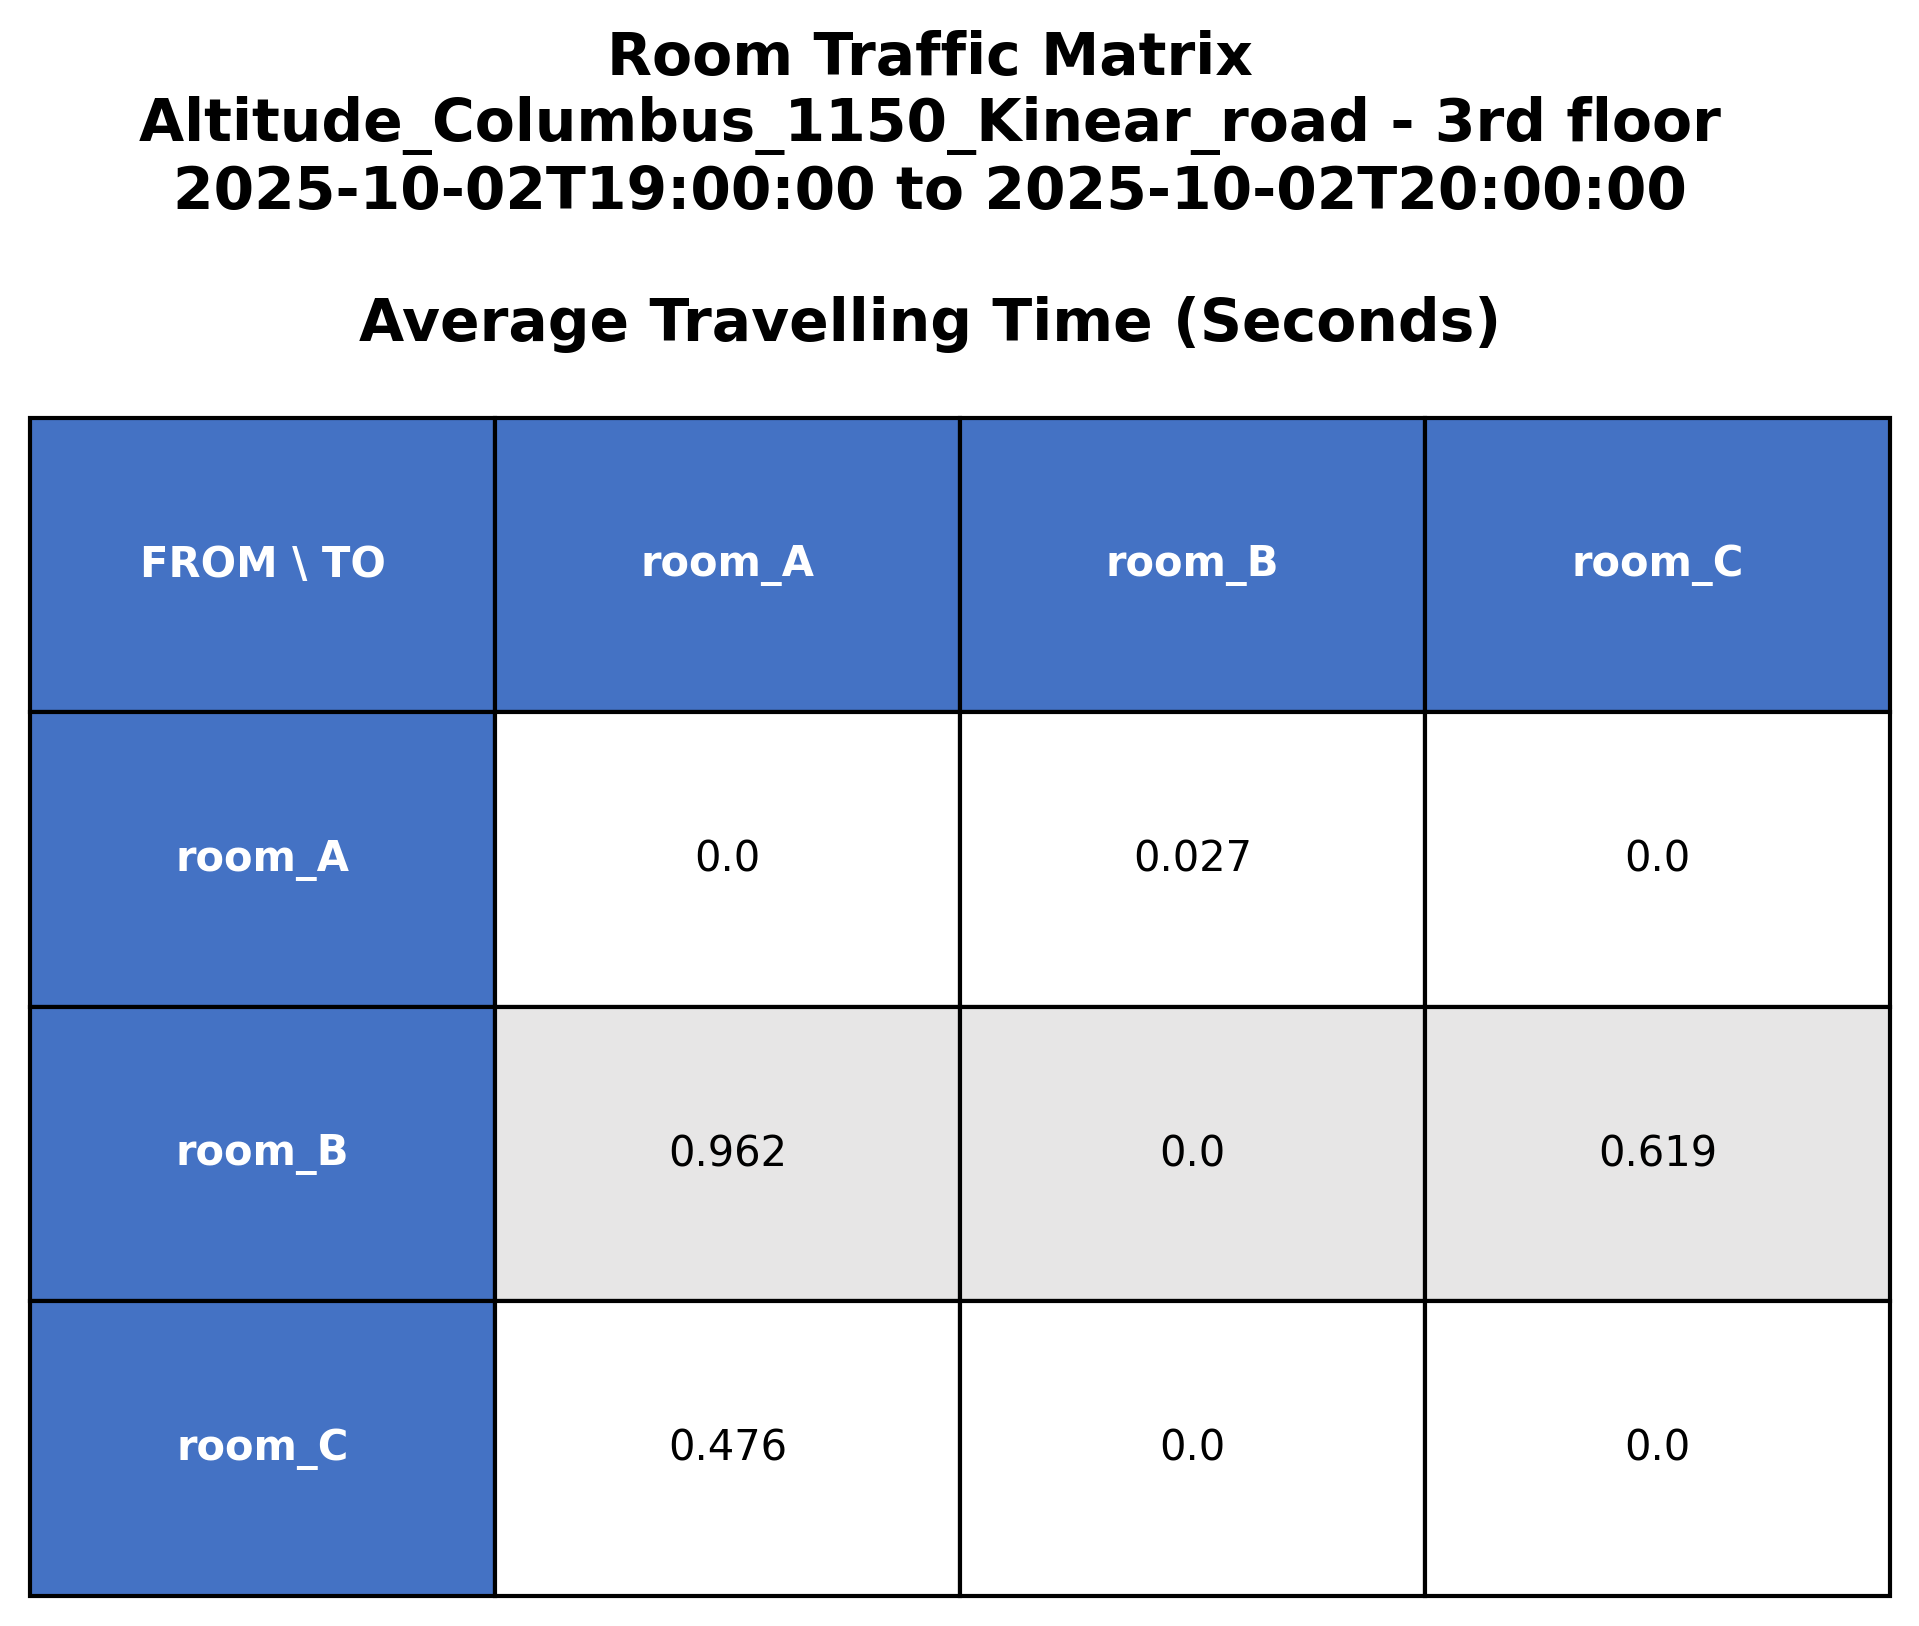 Room Traffic Matrix
Altitude_Columbus_1150_Kinear_road - 3rd floor
2025-10-02T19:00:00 to 2025-10-02T20:00:00
Average Travelling Time (Seconds)
FROM \ TO room_A room_B room_C
room_A 0.0 0.027 0.0
room_B 0.962 0.0 0.619
room_C 0.476 0.0 0.0